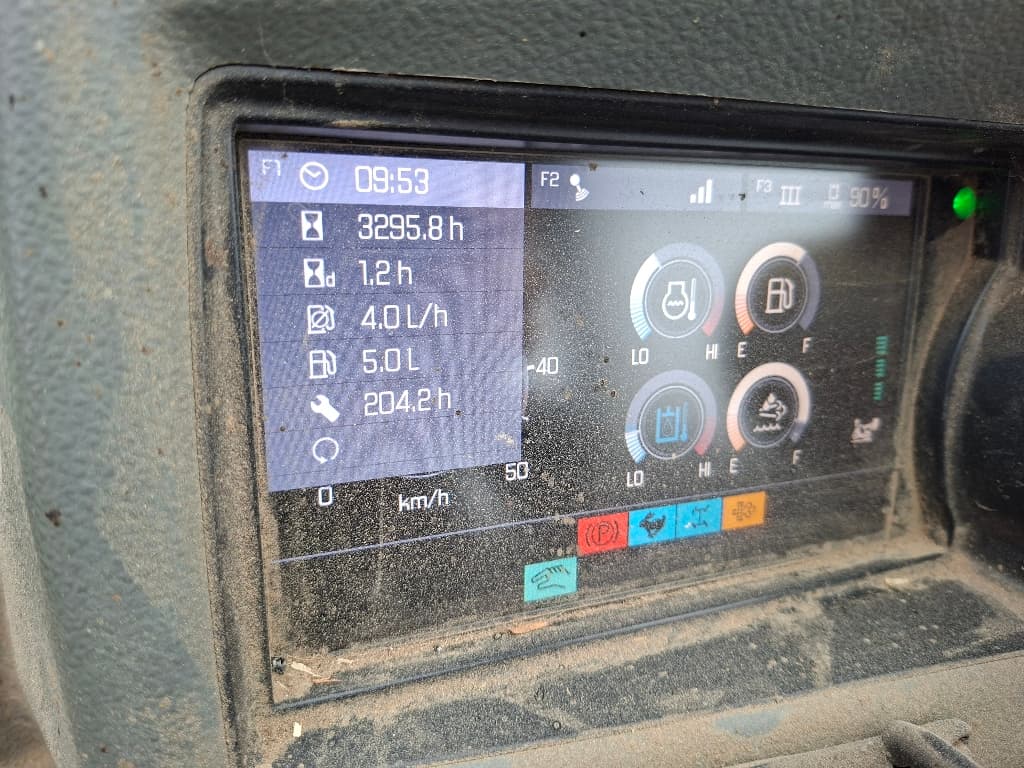 F1 09:53
F2
F3 III 90%
3295.8 h
d 1.2 h
4.0 L/h
5.0 L
204.2 h
40
50
0
km/h
LO HI E F
LO HI E F
P